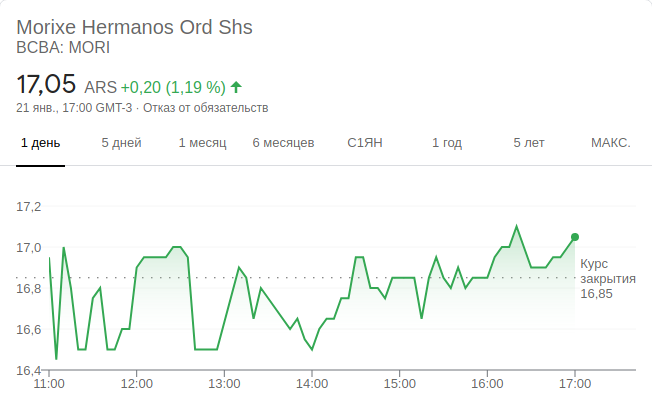 Morixe Hermanos Ord Shs
BCBA: MORI
17,05 ARS +0,20 (1,19 %)
21 янв., 17:00 GMT-3 · Отказ от обязательств
1 день 5 дней 1 месяц 6 месяцев С1ЯН 1 год 5 лет МАКС.
17,2
17,0
16,8
16,6
16,4
Курс
закрытия
16,85
11:00 12:00 13:00 14:00 15:00 16:00 17:00